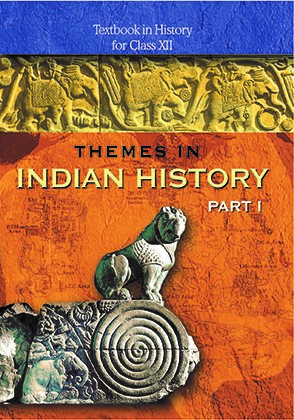 Textbook in History
for Class XII
THEMES IN
INDIAN HISTORY
PART I